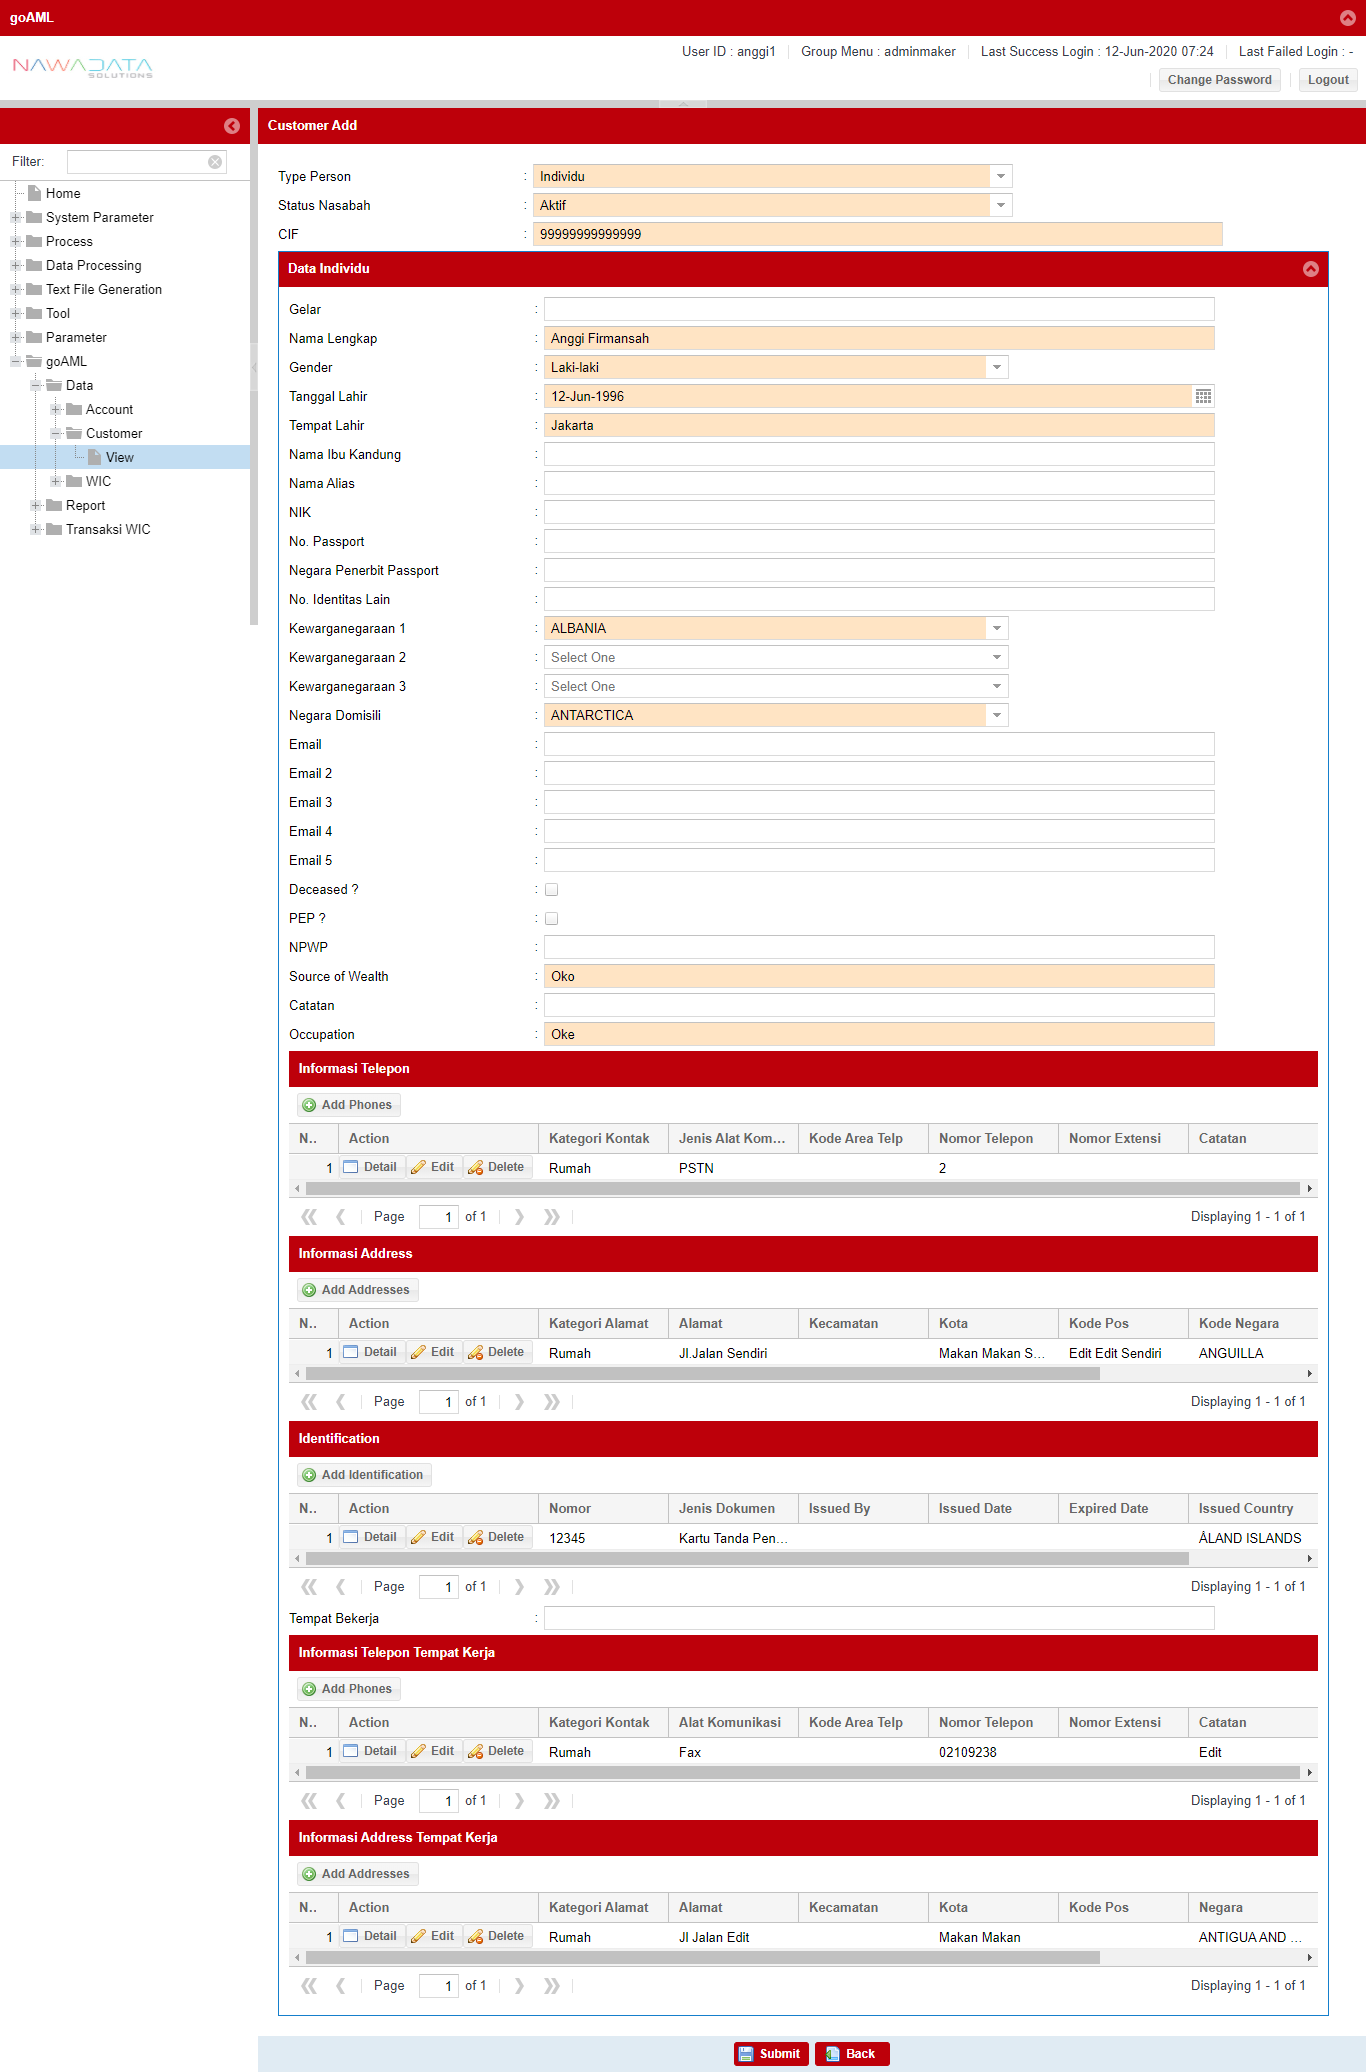 goAML
NAWADATA
SOLUTIONS
User ID : anggi1 Group Menu : adminmaker Last Success Login : 12-Jun-2020 07:24 Last Failed Login : -
Change Password Logout
Customer Add
Filter:
Home
System Parameter
Process
Data Processing
Text File Generation
Tool
Parameter
goAML
Data
Account
Customer
View
WIC
Report
Transaksi WIC
Type Person : Individu
Status Nasabah : Aktif
CIF : 99999999999999
Data Individu
Gelar :
Nama Lengkap : Anggi Firmansah
Gender : Laki-laki
Tanggal Lahir : 12-Jun-1996
Tempat Lahir : Jakarta
Nama Ibu Kandung :
Nama Alias :
NIK :
No. Passport :
Negara Penerbit Passport :
No. Identitas Lain :
Kewarganegaraan 1 : ALBANIA
Kewarganegaraan 2 : Select One
Kewarganegaraan 3 : Select One
Negara Domisili : ANTARCTICA
Email :
Email 2 :
Email 3 :
Email 4 :
Email 5 :
Deceased ? :
PEP ? :
NPWP :
Source of Wealth : Oko
Catatan :
Occupation : Oke
Informasi Telepon
Add Phones
N.. Action Kategori Kontak Jenis Alat Kom... Kode Area Telp Nomor Telepon Nomor Extensi Catatan
1 Detail Edit Delete Rumah PSTN 2
Page 1 of 1 Displaying 1 - 1 of 1
Informasi Address
Add Addresses
N.. Action Kategori Alamat Alamat Kecamatan Kota Kode Pos Kode Negara
1 Detail Edit Delete Rumah Jl.Jalan Sendiri Makan Makan S... Edit Edit Sendiri ANGUILLA
Page 1 of 1 Displaying 1 - 1 of 1
Identification
Add Identification
N.. Action Nomor Jenis Dokumen Issued By Issued Date Expired Date Issued Country
1 Detail Edit Delete 12345 Kartu Tanda Pen... ÅLAND ISLANDS
Page 1 of 1 Displaying 1 - 1 of 1
Tempat Bekerja :
Informasi Telepon Tempat Kerja
Add Phones
N.. Action Kategori Kontak Alat Komunikasi Kode Area Telp Nomor Telepon Nomor Extensi Catatan
1 Detail Edit Delete Rumah Fax 02109238 Edit
Page 1 of 1 Displaying 1 - 1 of 1
Informasi Address Tempat Kerja
Add Addresses
N.. Action Kategori Alamat Alamat Kecamatan Kota Kode Pos Negara
1 Detail Edit Delete Rumah Jl Jalan Edit Makan Makan ANTIGUA AND ...
Page 1 of 1 Displaying 1 - 1 of 1
Submit Back